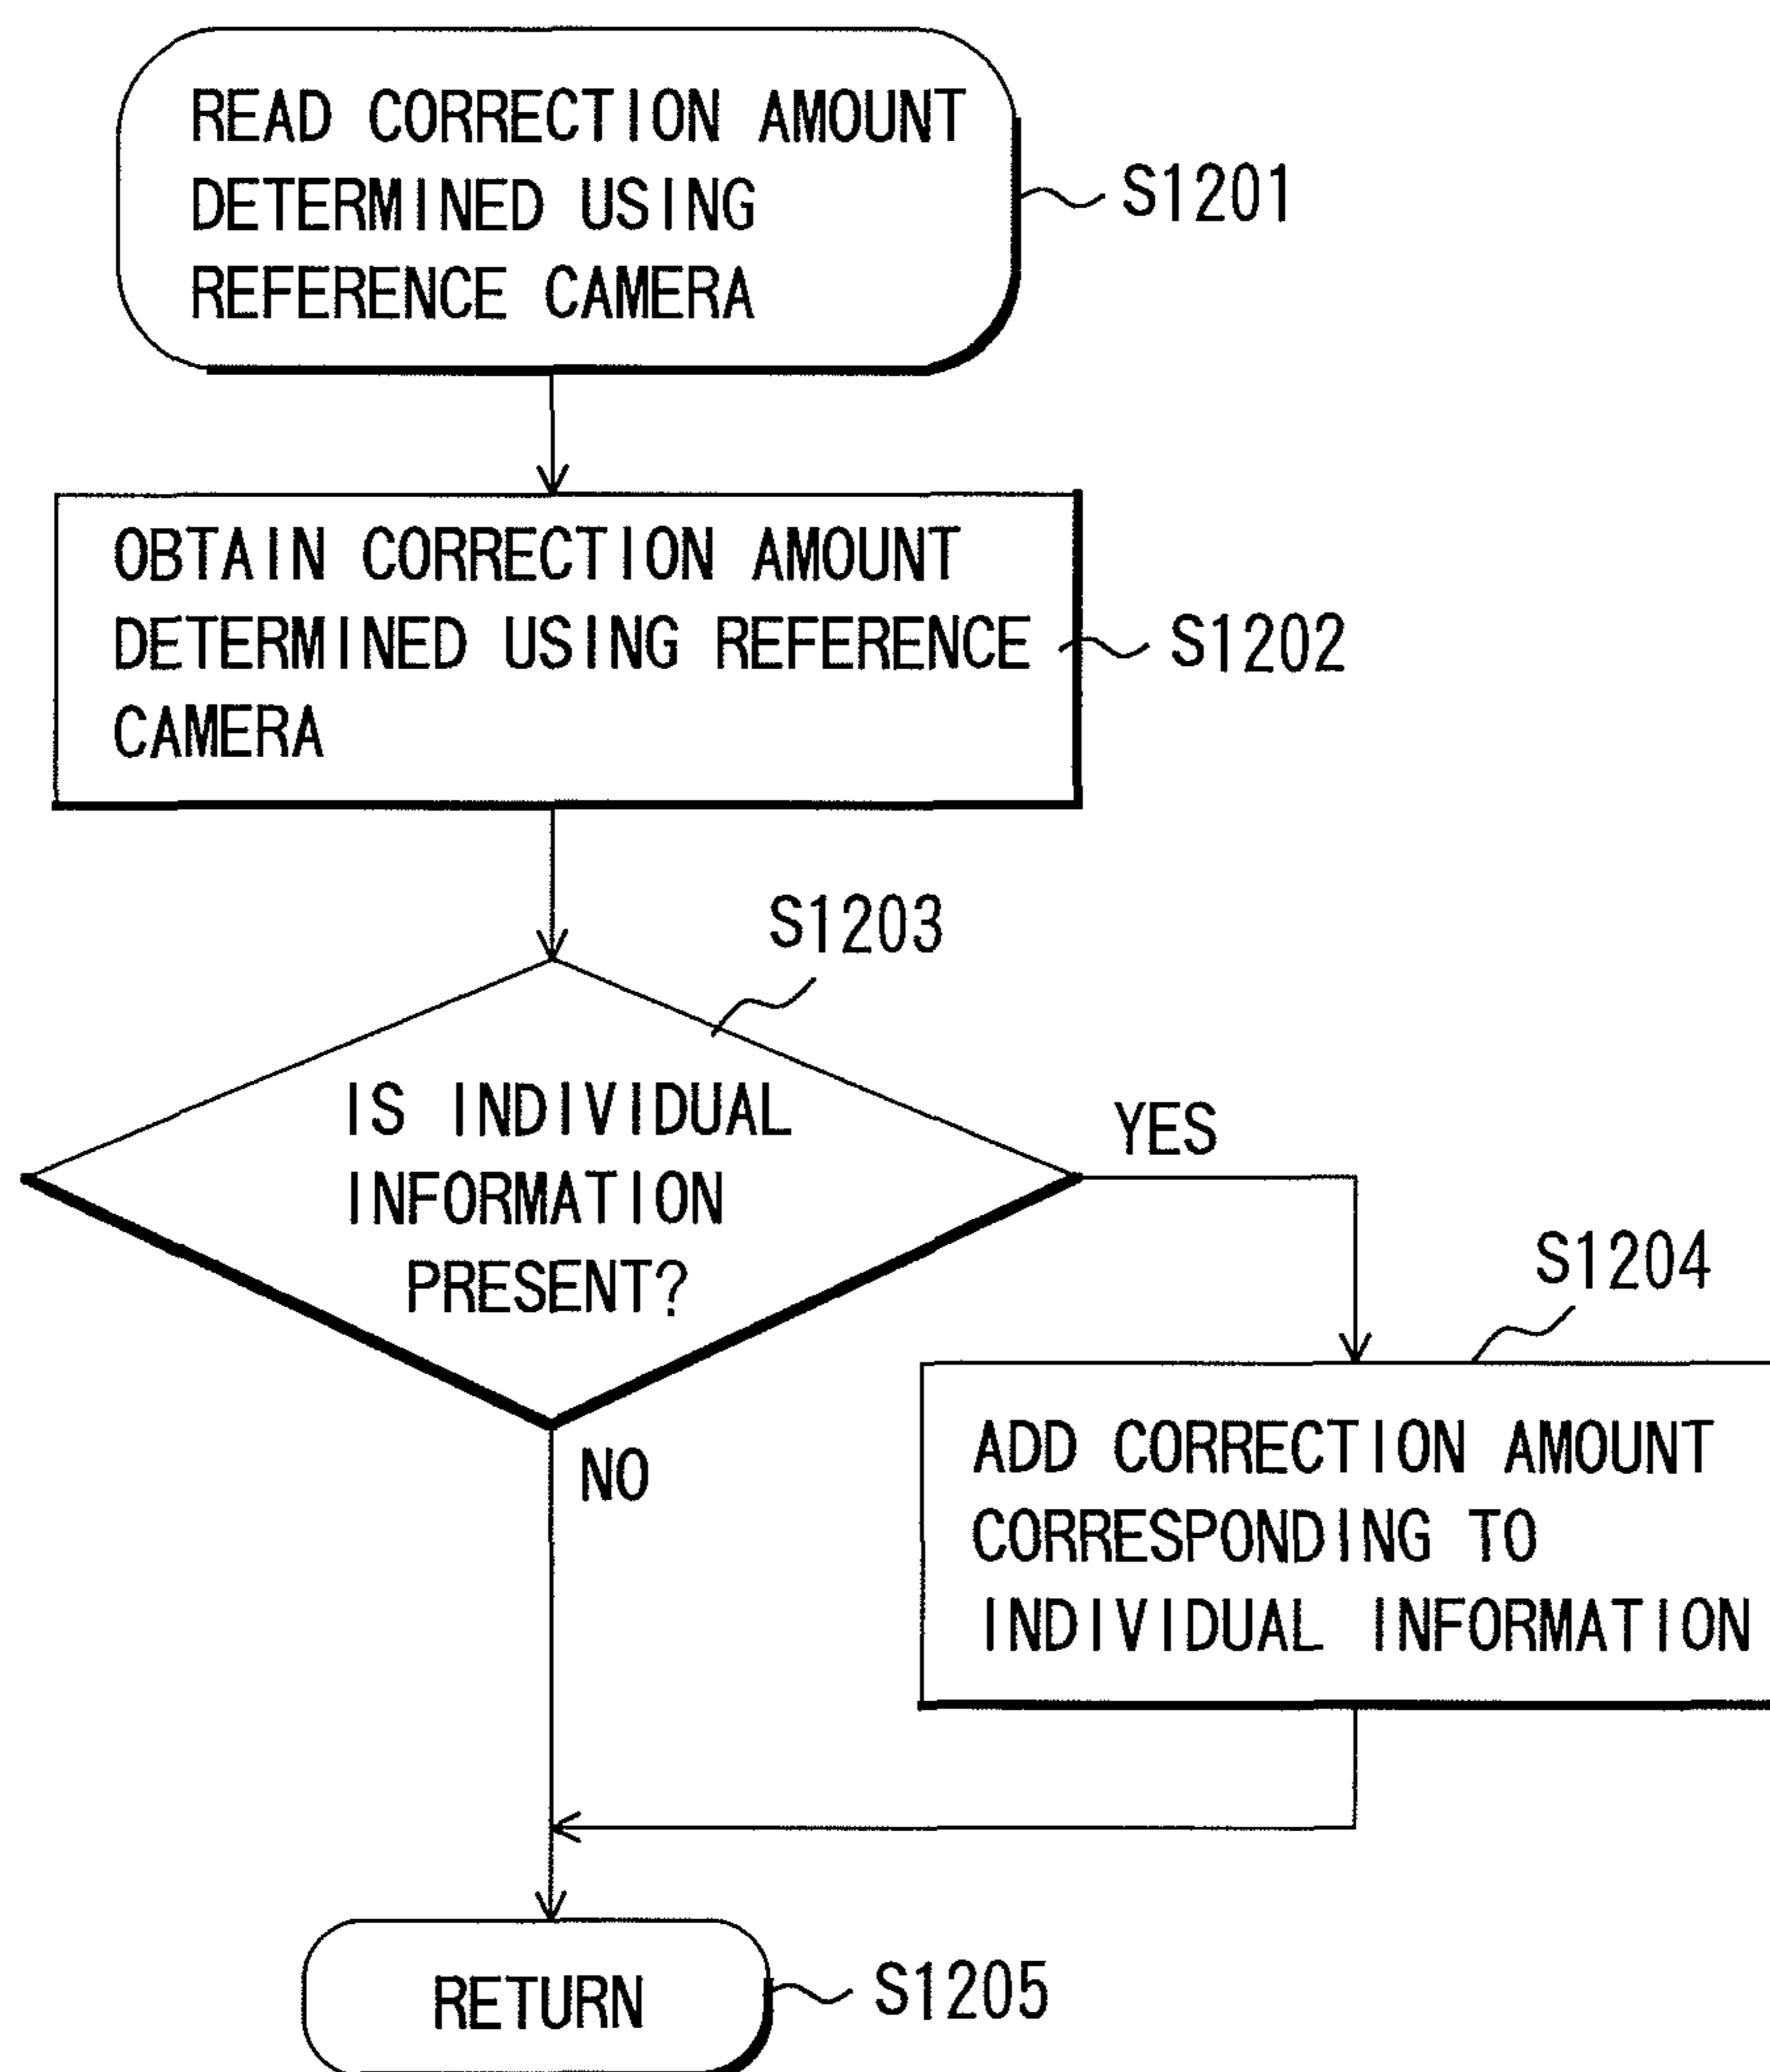 READ CORRECTION AMOUNT
DETERMINED USING
REFERENCE CAMERA
S1201
OBTAIN CORRECTION AMOUNT
DETERMINED USING REFERENCE
CAMERA
S1202
S1203
IS INDIVIDUAL
INFORMATION
PRESENT?
YES
NO
S1204
ADD CORRECTION AMOUNT
CORRESPONDING TO
INDIVIDUAL INFORMATION
RETURN
S1205